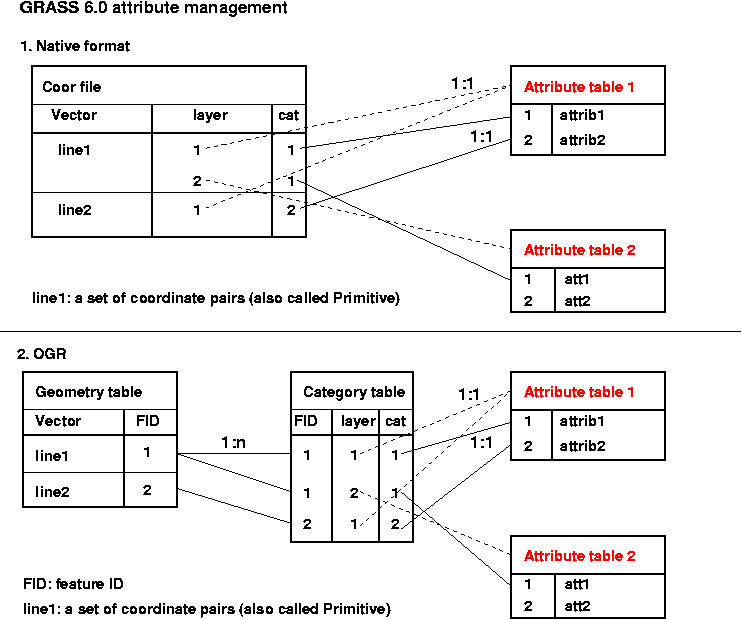 GRASS 6.0 attribute management
1. Native format
Coor file
Vector layer cat
line1 1 1
2 1
line2 1 2
1:1
1:1
Attribute table 1
1 attrib1
2 attrib2
Attribute table 2
1 att1
2 att2
line1: a set of coordinate pairs (also called Primitive)
2. OGR
Geometry table
Vector FID
line1 1
line2 2
1:n
Category table
FID layer cat
1 1 1
1 2 1
2 1 2
1:1
1:1
Attribute table 1
1 attrib1
2 attrib2
Attribute table 2
1 att1
2 att2
FID: feature ID
line1: a set of coordinate pairs (also called Primitive)